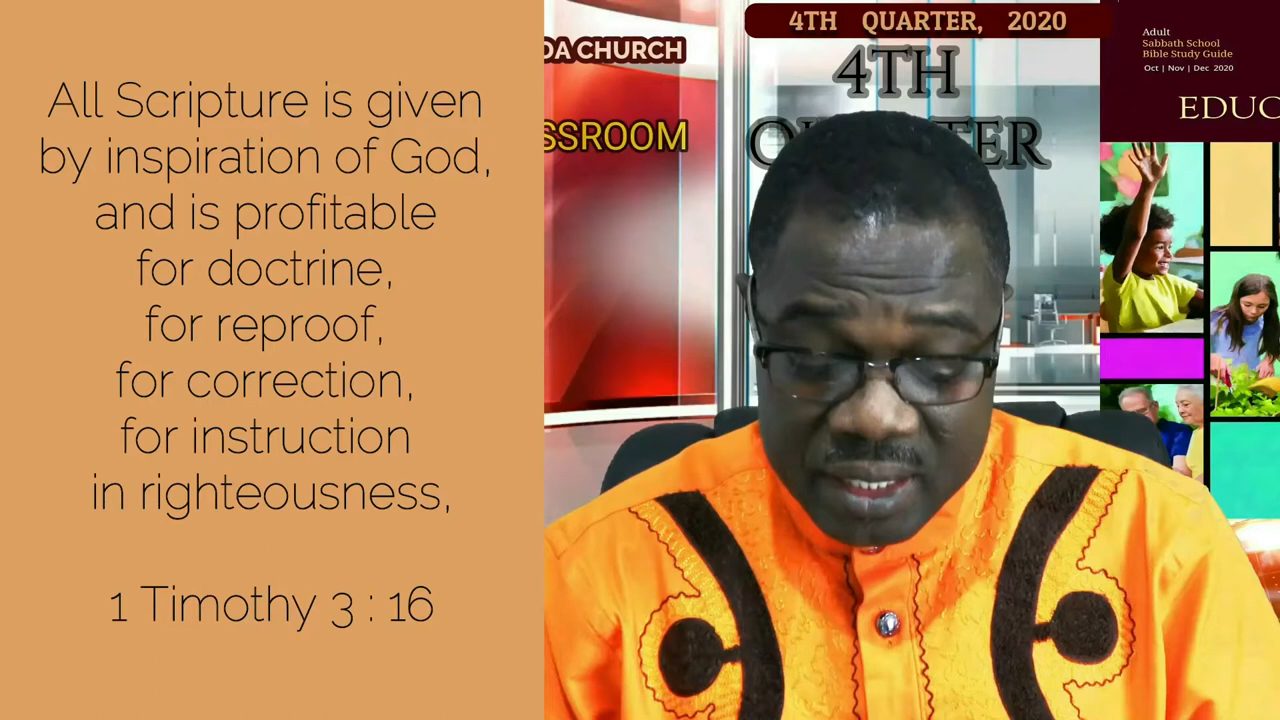 All Scripture is given
by inspiration of God,
and is profitable
for doctrine,
for reproof,
for correction,
for instruction
in righteousness,
1 Timothy 3 : 16
DA CHURCH
SSROOM
4TH QUARTER, 2020
4TH
Adult
Sabbath School
Bible Study Guide
Oct | Nov | Dec 2020
EDUC